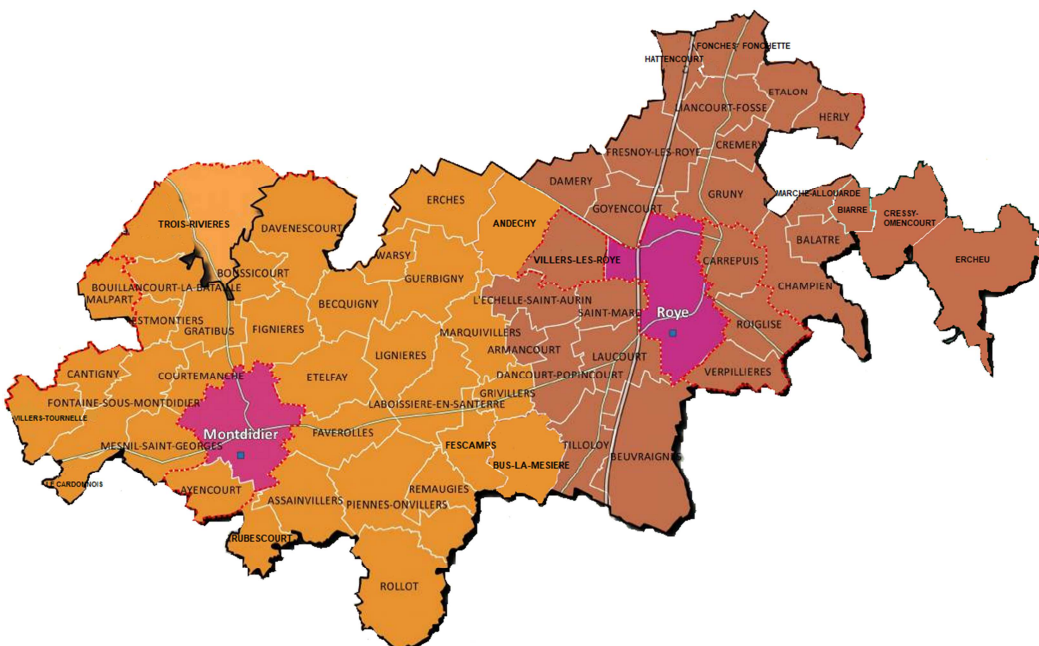 FONCHES' FONCHETTE
HATTENCOURT
ETALON
LIANCOURT-FOSSE
HERLY
CREMERY
FRESNOY-LES-ROYE
DAMERY
GRUNY
MARCHE-ALLOUARDE
ERCHES
GOYENCOURT
BIARRE
CRESSY-
OMENCOURT
ANDECHY
TROIS-RIVIERES
DAVENESCOURT
BALATRE
WARSY
VILLERS-LES-ROYE
CARREPUIS
ERCHEU
BOUSSICOURT
GUERBIGNY
BOUILLANCOURT-LA-BATAILLE
CHAMPIEN
MALPART
BECQUIGNY
L'ECHELLE-SAINT-AURIN
SAINT-MARD
Roye
ESTMONTIERS
GRATIBUS
FIGNIERES
MARQUIVILLERS
ROIGLISE
ARMANCOURT
LIGNIERES
LAUCOURT
CANTIGNY
COURTEMANCHE
ETELFAY
DANCOURT-POPINCOURT
VERPILLIERES
GRIVILLERS
FONTAINE-SOUS-MONTDIDIER
LABOISSIERE-EN-SANTERRE
VILLERS-TOURNELLE
Montdidier
FAVEROLLES
MESNIL-SAINT-GEORGES
FESCAMPS
TILLOLOY
BEUVRAIGNES
BUS-LA-MESIERE
LE CARDONNOIS
AYENCOURT
REMAUGIES
ASSAINVILLERS
PIENNES-ONVILLERS
RUBESCOURT
ROLLOT